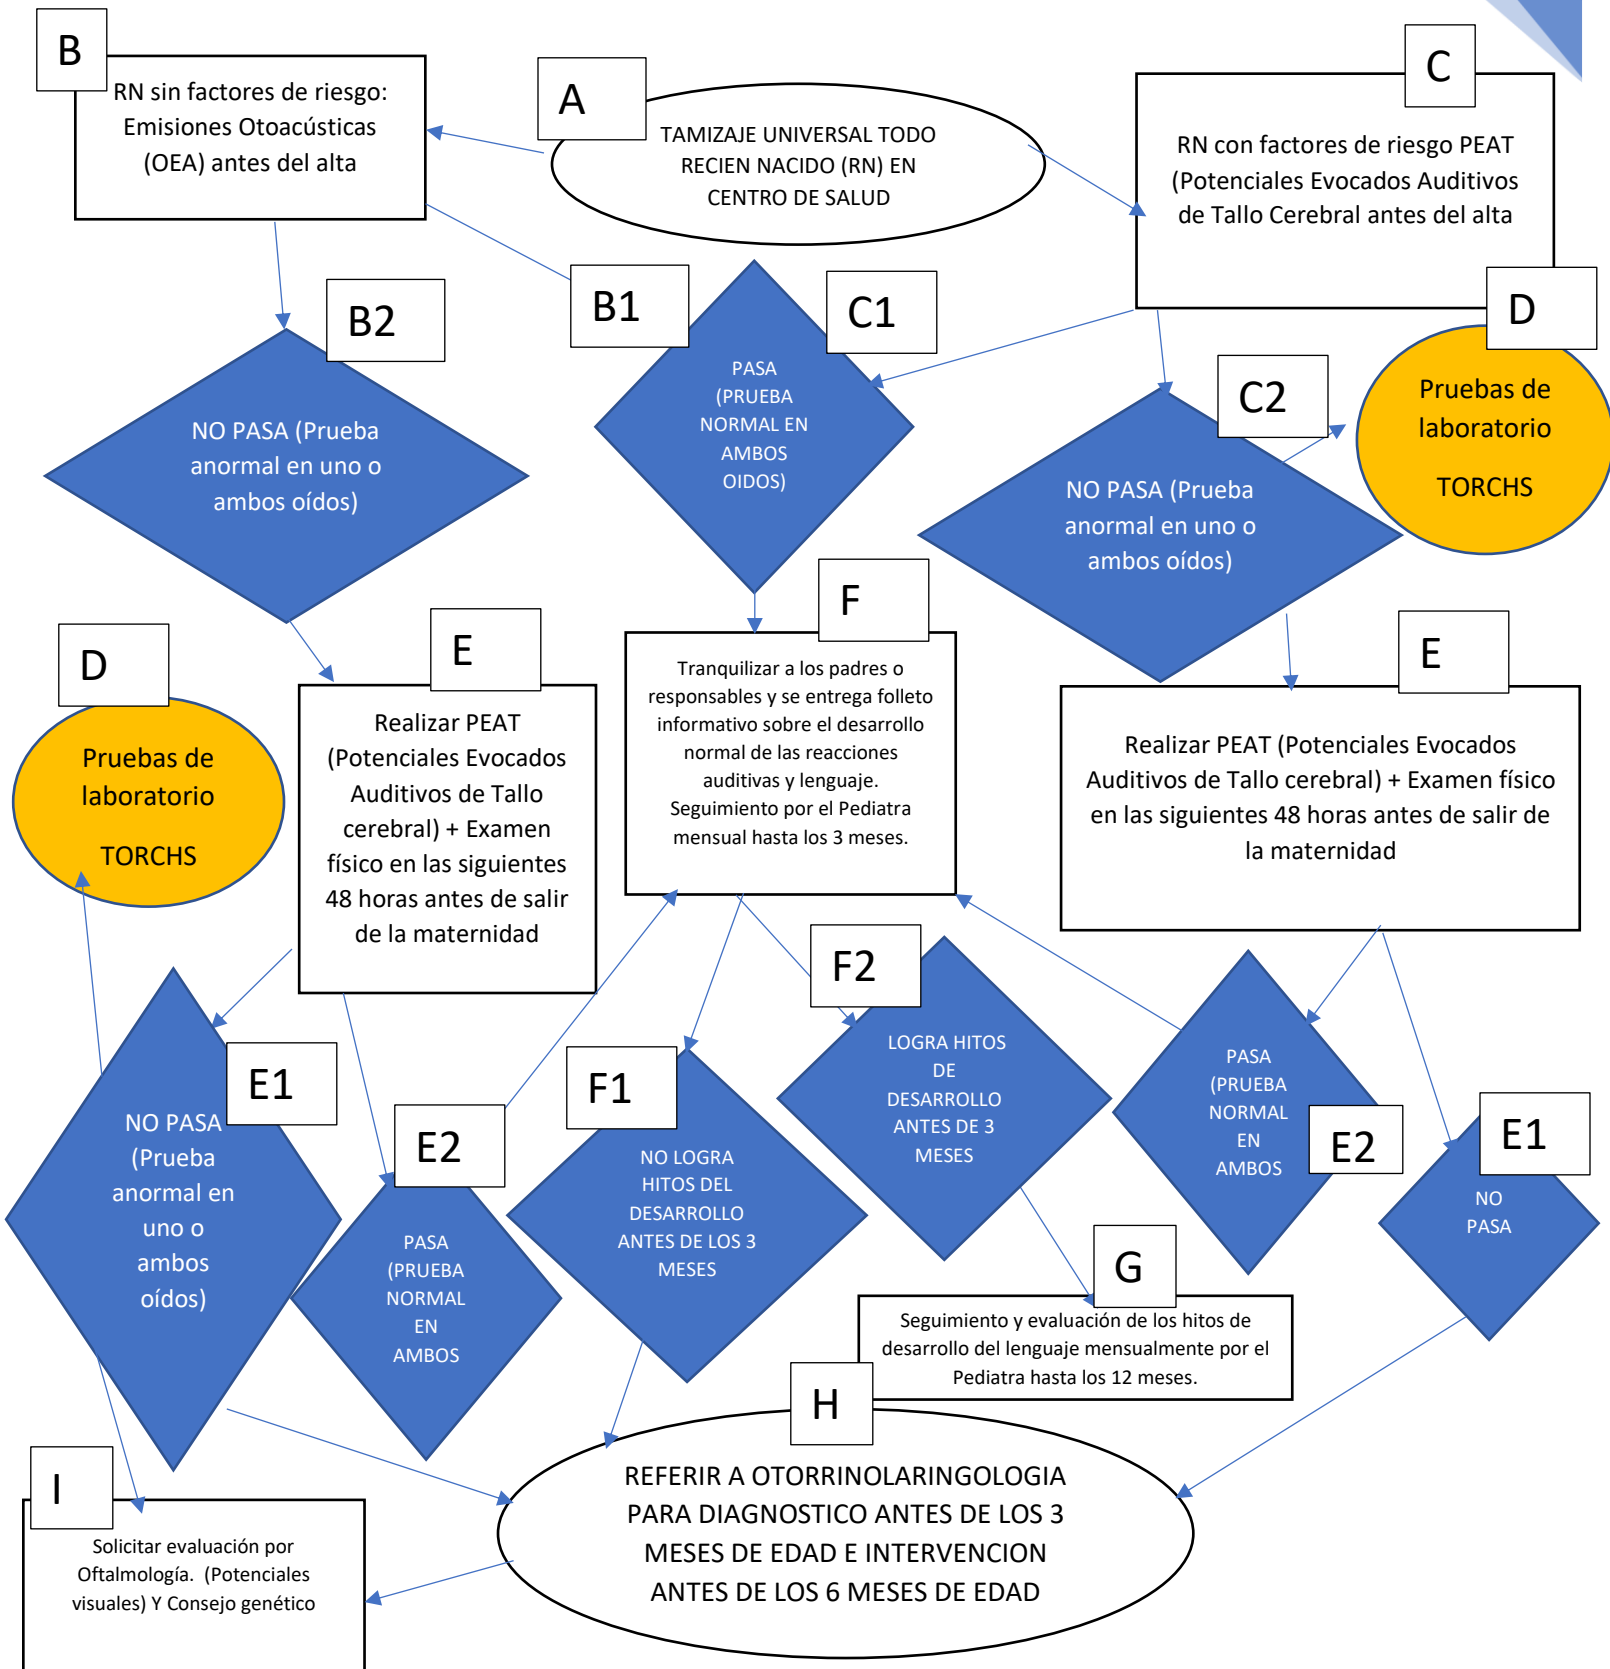 B
RN sin factores de riesgo:
Emisiones Otoacústicas
(OEA) antes del alta
A
TAMIZAJE UNIVERSAL TODO
RECIEN NACIDO (RN) EN
CENTRO DE SALUD
C
RN con factores de riesgo PEAT
(Potenciales Evocados Auditivos
de Tallo Cerebral antes del alta
B2
NO PASA (Prueba
anormal en uno o
ambos oídos)
B1
C1
PASA
(PRUEBA
NORMAL EN
AMBOS
OIDOS)
C2
NO PASA (Prueba
anormal en uno o
ambos oídos)
D
Pruebas de
laboratorio
TORCHS
D
Pruebas de
laboratorio
TORCHS
E
Realizar PEAT
(Potenciales Evocados
Auditivos de Tallo
cerebral) + Examen
físico en las siguientes
48 horas antes de salir
de la maternidad
F
Tranquilizar a los padres o
responsables y se entrega folleto
informativo sobre el desarrollo
normal de las reacciones
auditivas y lenguaje.
Seguimiento por el Pediatra
mensual hasta los 3 meses.
E
Realizar PEAT (Potenciales Evocados
Auditivos de Tallo cerebral) + Examen físico
en las siguientes 48 horas antes de salir de
la maternidad
E1
NO PASA
(Prueba
anormal en
uno o
ambos
oídos)
E2
PASA
(PRUEBA
NORMAL
EN
AMBOS
F1
NO LOGRA
HITOS DEL
DESARROLLO
ANTES DE LOS 3
MESES
F2
LOGRA HITOS
DE
DESARROLLO
ANTES DE 3
MESES
PASA
(PRUEBA
NORMAL
EN
AMBOS
E2
E1
NO
PASA
G
Seguimiento y evaluación de los hitos de
desarrollo del lenguaje mensualmente por el
Pediatra hasta los 12 meses.
H
REFERIR A OTORRINOLARINGOLOGIA
PARA DIAGNOSTICO ANTES DE LOS 3
MESES DE EDAD E INTERVENCION
ANTES DE LOS 6 MESES DE EDAD
I
Solicitar evaluación por
Oftalmología. (Potenciales
visuales) Y Consejo genético